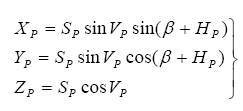 X_P = S_P sin V_P sin(β + H_P)
Y_P = S_P sin V_P cos(β + H_P)
Z_P = S_P cos V_P